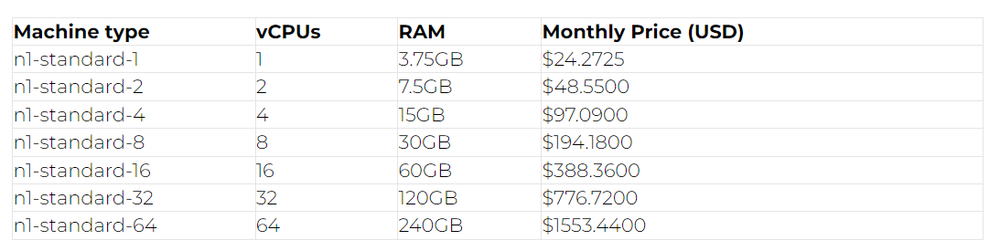 Machine type vCPUs RAM Monthly Price (USD)
n1-standard-1 1 3.75GB $24.2725
n1-standard-2 2 7.5GB $48.5500
n1-standard-4 4 15GB $97.0900
n1-standard-8 8 30GB $194.1800
n1-standard-16 16 60GB $388.3600
n1-standard-32 32 120GB $776.7200
n1-standard-64 64 240GB $1553.4400